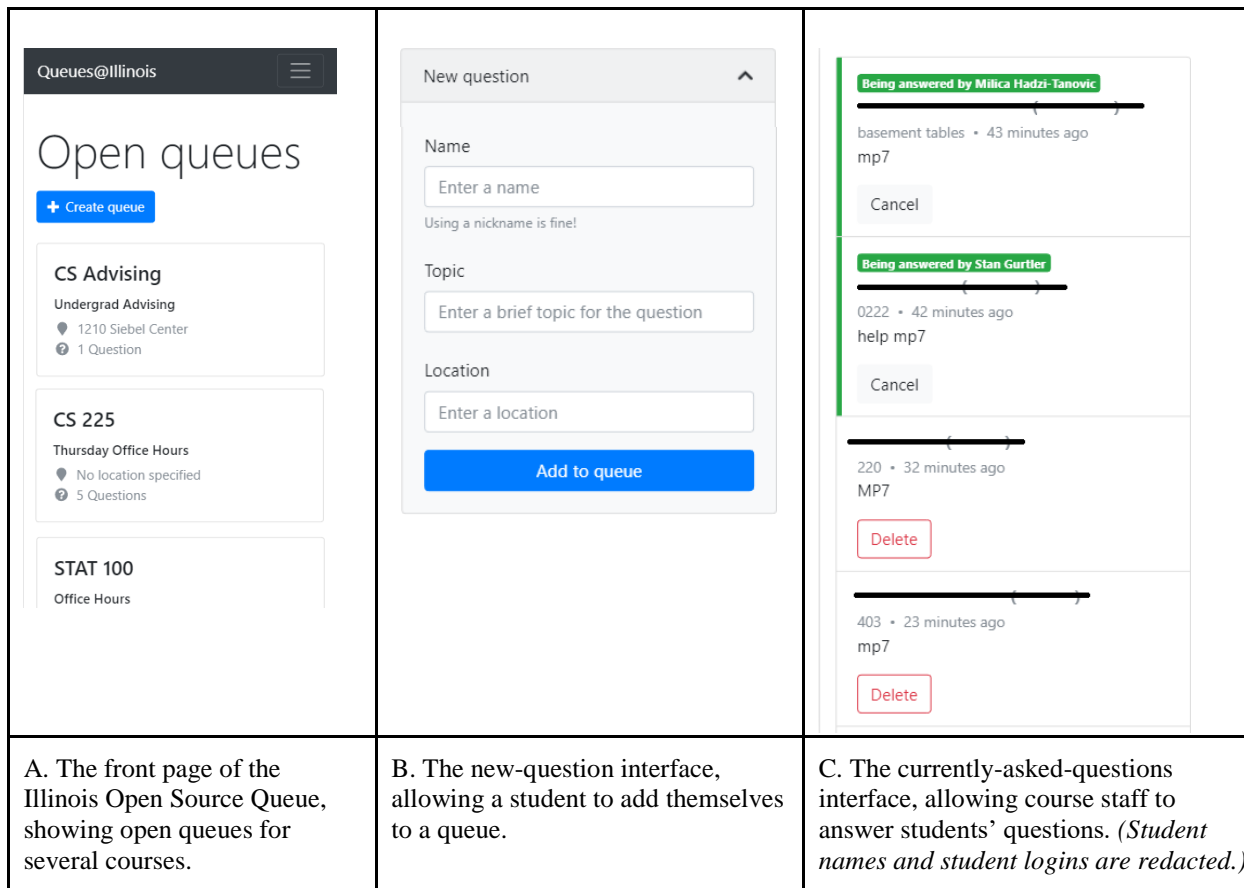 Queues@Illinois
Open queues
+ Create queue
CS Advising
Undergrad Advising
1210 Siebel Center
1 Question
CS 225
Thursday Office Hours
No location specified
5 Questions
STAT 100
Office Hours
New question
Name
Enter a name
Using a nickname is fine!
Topic
Enter a brief topic for the question
Location
Enter a location
Add to queue
Being answered by Milica Hadzi-Tanovic
basement tables • 43 minutes ago
mp7
Cancel
Being answered by Stan Gurtler
0222 • 42 minutes ago
help mp7
Cancel
220 • 32 minutes ago
MP7
Delete
403 • 23 minutes ago
mp7
Delete
A. The front page of the
Illinois Open Source Queue,
showing open queues for
several courses.
B. The new-question interface,
allowing a student to add themselves
to a queue.
C. The currently-asked-questions
interface, allowing course staff to
answer students’ questions. (Student
names and student logins are redacted.)